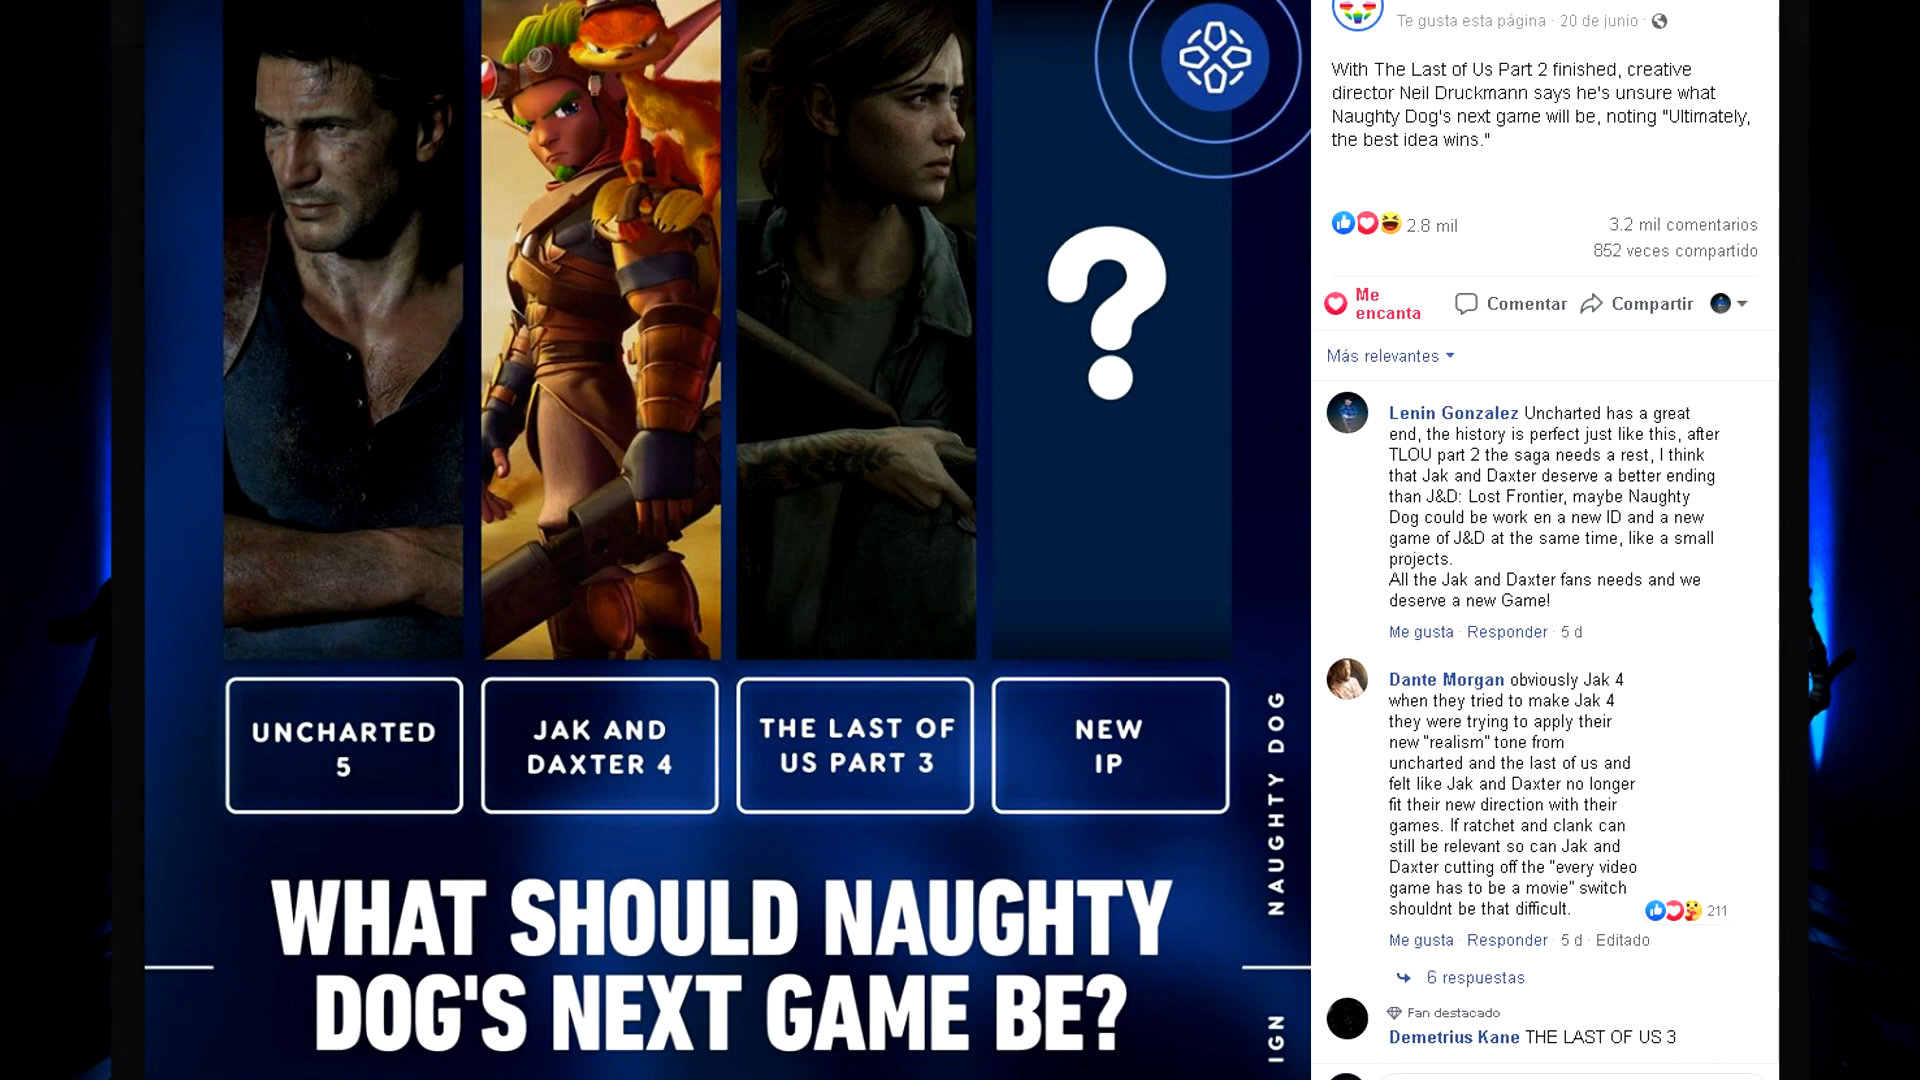 UNCHARTED
5
JAK AND
DAXTER 4
THE LAST OF
US PART 3
NEW
IP
?
WHAT SHOULD NAUGHTY
DOG'S NEXT GAME BE?
NAUGHTY DOG
IGN
Te gusta esta página · 20 de junio ·
With The Last of Us Part 2 finished, creative
director Neil Druckmann says he's unsure what
Naughty Dog's next game will be, noting "Ultimately,
the best idea wins."
2.8 mil
3.2 mil comentarios
852 veces compartido
Me
encanta
Comentar
Compartir
Más relevantes
Lenin Gonzalez Uncharted has a great
end, the history is perfect just like this, after
TLOU part 2 the saga needs a rest, I think
that Jak and Daxter deserve a better ending
than J&D: Lost Frontier, maybe Naughty
Dog could be work en a new ID and a new
game of J&D at the same time, like a small
projects.
All the Jak and Daxter fans needs and we
deserve a new Game!
Me gusta · Responder · 5 d
Dante Morgan obviously Jak 4
when they tried to make Jak 4
they were trying to apply their
new "realism" tone from
uncharted and the last of us and
felt like Jak and Daxter no longer
fit their new direction with their
games. If ratchet and clank can
still be relevant so can Jak and
Daxter cutting off the "every video
game has to be a movie" switch
shouldnt be that difficult.
211
Me gusta · Responder · 5 d · Editado
6 respuestas
Fan destacado
Demetrius Kane THE LAST OF US 3